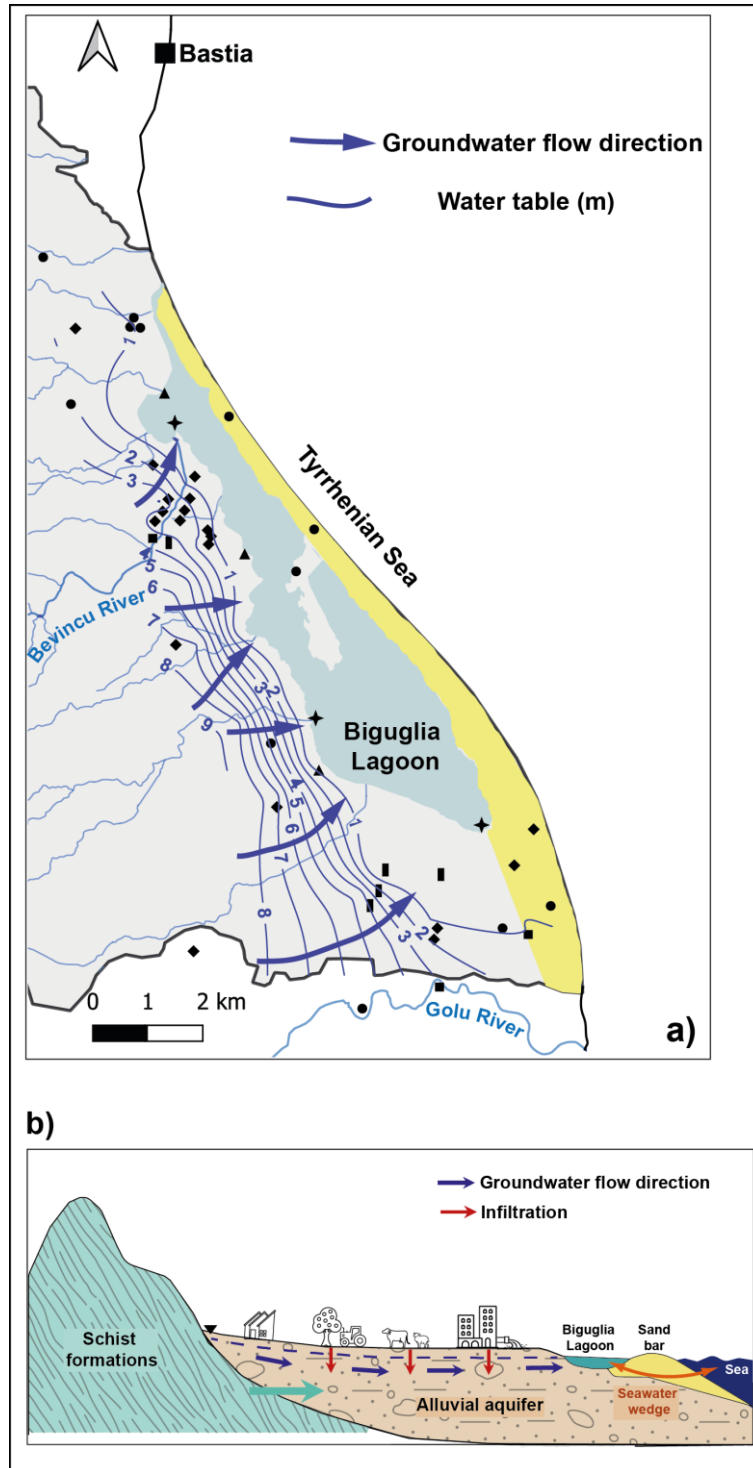 Bastia
Groundwater flow direction
Water table (m)
1
2
3
Tyrrhenian Sea
4
5
6
7
8
9
1
Bevincu River
2
3
Biguglia
Lagoon
4
5
6
7
8
1
2
3
0 1 2 km
Golu River
a)
b)
Groundwater flow direction
Infiltration
Schist
formations
Biguglia
Lagoon
Sand
bar
Sea
Seawater
wedge
Alluvial aquifer